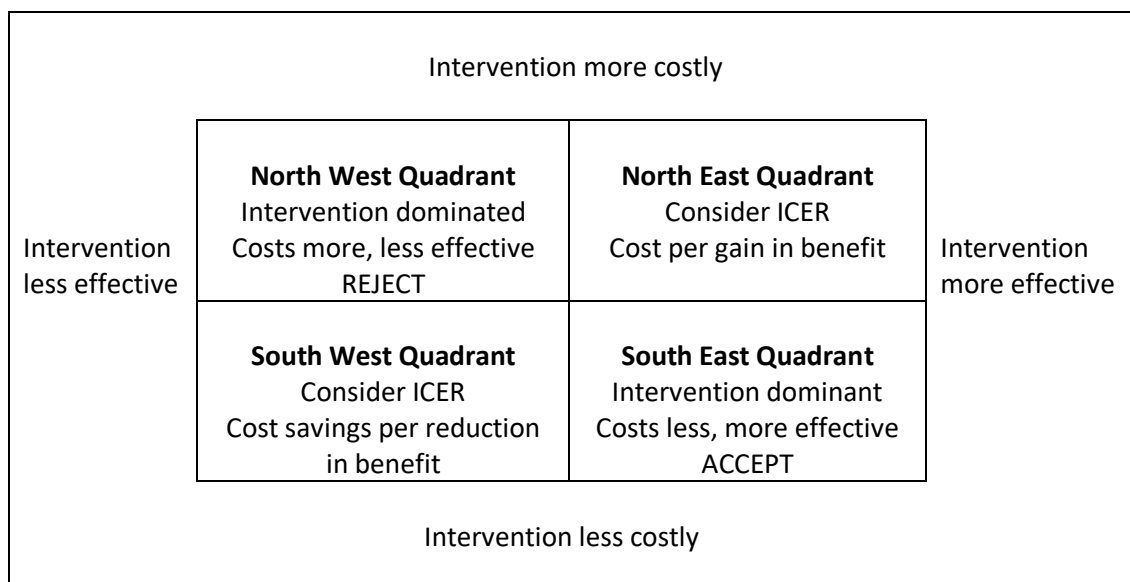 Intervention more costly
North West Quadrant
Intervention dominated
Costs more, less effective
REJECT
North East Quadrant
Consider ICER
Cost per gain in benefit
Intervention
less effective
Intervention
more effective
South West Quadrant
Consider ICER
Cost savings per reduction
in benefit
South East Quadrant
Intervention dominant
Costs less, more effective
ACCEPT
Intervention less costly